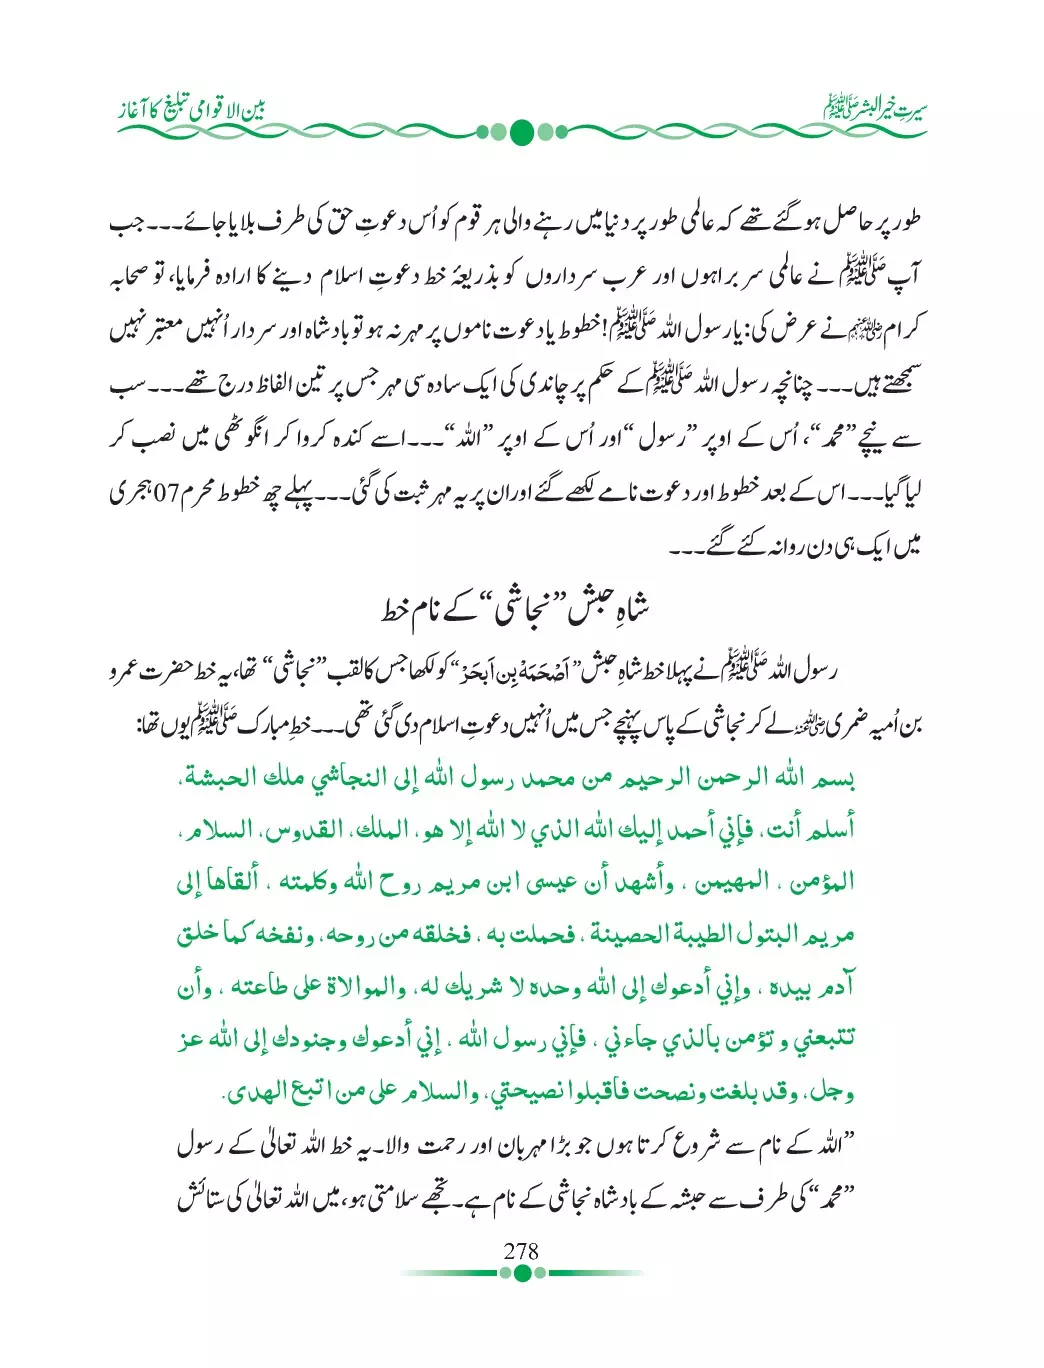 سیرتِ خیر البشر ﷺ
بین الاقوامی تبلیغ کا آغاز
طور پر حاصل ہو گئے تھے کہ عالمی طور پر دنیا میں رہنے والی ہر قوم کو اُس دعوتِ حق کی طرف بلایا جائے۔۔۔ جب
آپ ﷺ نے عالمی سربراہوں اور عرب سرداروں کو بذریعۂ خط دعوتِ اسلام دینے کا ارادہ فرمایا، تو صحابہ
کرام رضی اللہ عنہم نے عرض کی: یا رسول اللہ ﷺ! خطوط یا دعوت ناموں پر مہر نہ ہو تو بادشاہ اور سردار اُنہیں معتبر نہیں
سمجھتے ہیں۔۔۔ چنانچہ رسول اللہ ﷺ کے حکم پر چاندی کی ایک سادہ سی مہر جس پر تین الفاظ درج تھے۔۔۔ سب
سے نیچے ”محمد“، اُس کے اوپر ”رسول“ اور اُس کے اوپر ”اللہ“۔۔۔ اسے کندہ کروا کر انگوٹھی میں نصب کر
لیا گیا۔۔۔ اس کے بعد خطوط اور دعوت نامے لکھے گئے اور ان پر یہ مہر ثبت کی گئی۔۔۔ پہلے چھ خطوط محرم 07 ہجری
میں ایک ہی دن روانہ کئے گئے۔۔۔
شاہِ حبش ”نجاشی“ کے نام خط
رسول اللہ ﷺ نے پہلا خط شاہِ حبش ”اَصْحَمَہْ بِن اَبحَرْ“ کو لکھا جس کا لقب ”نجاشی“ تھا، یہ خط حضرت عمرو
بن اُمیہ ضمری رضی اللہ عنہ لے کر نجاشی کے پاس پہنچے جس میں اُنہیں دعوتِ اسلام دی گئی تھی۔۔۔ خطِ مبارک ﷺ یوں تھا:
بسم الله الرحمن الرحيم من محمد رسول الله إلى النجاشي ملك الحبشة،
أسلم أنت، فإني أحمد إليك الله الذي لا الله إلا هو، الملك، القدوس، السلام،
المؤمن ، المهيمن ، وأشهد أن عيسى ابن مريم روح الله وكلمته ، ألقاها إلى
مريم البتول الطيبة الحصينة ، فحملت به ، فخلقه من روحه، ونفخه كما خلق
آدم بيده ، وإني أدعوك إلى الله وحده لا شريك له، والموالاة على طاعته ، وأن
تتبعني و تؤمن بالذي جاءني ، فإني رسول الله ، إني أدعوك وجنودك إلى الله عز
وجل، وقد بلغت ونصحت فاقبلوا نصيحتي، والسلام على من اتبع الهدى.
”اللہ کے نام سے شروع کرتا ہوں جو بڑا مہربان اور رحمت والا۔ یہ خط اللہ تعالیٰ کے رسول
”محمد“ کی طرف سے حبشہ کے بادشاہ نجاشی کے نام ہے۔ تجھے سلامتی ہو، میں اللہ تعالیٰ کی ستائش
278